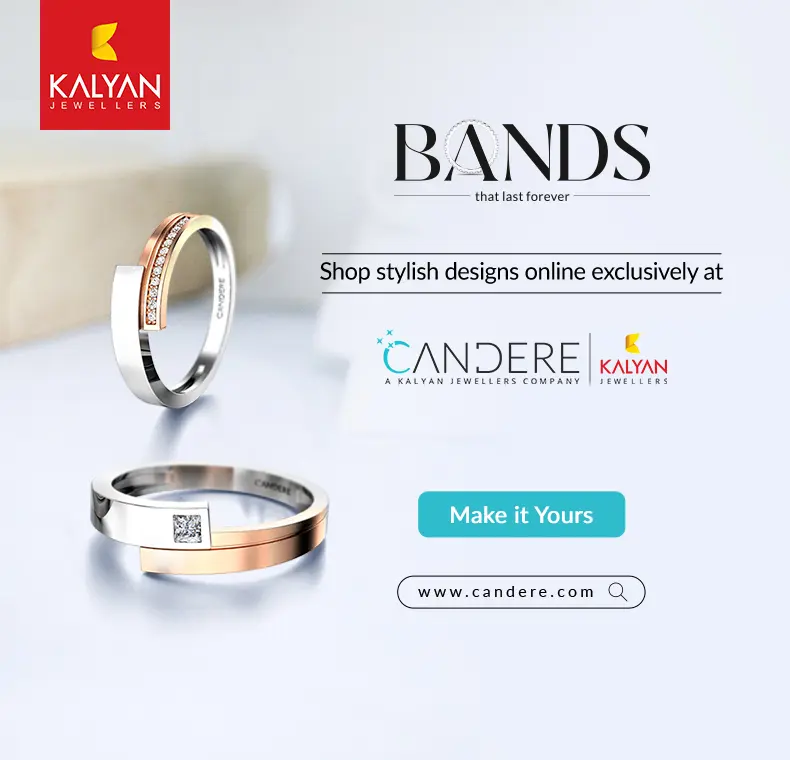 KALYAN
JEWELLERS
BANDS
that last forever
Shop stylish designs online exclusively at
CANDERE
A KALYAN JEWELLERS COMPANY
KALYAN
JEWELLERS
CANDERE
CANDERE
Make it Yours
www.candere.com